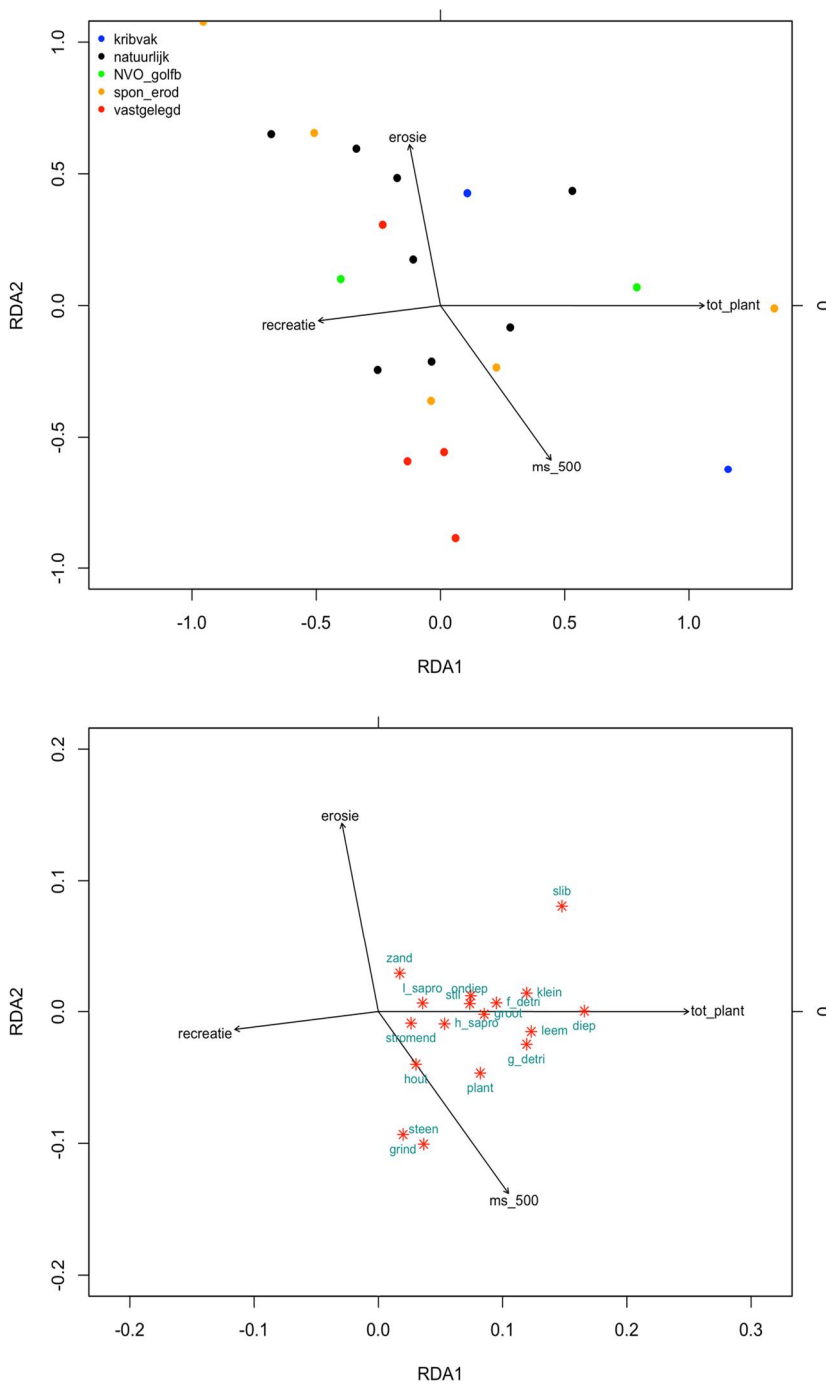 kribvak
natuurlijk
NVO_golfb
spon_erod
vastgelegd
1.0
0.5
0.0
-0.5
-1.0
RDA2
erosie
recreatie
tot_plant
ms_500
0
-1.0 -0.5 0.0 0.5 1.0
RDA1
0.2
0.1
0.0
-0.1
-0.2
RDA2
erosie
slib
zand
l_sapro ondiep
still
klein
f_detri
groot
tot_plant
0
recreatie
stromend
h_sapro
leem
diep
g_detri
hout
plant
steen
grind
ms_500
-0.2 -0.1 0.0 0.1 0.2 0.3
RDA1